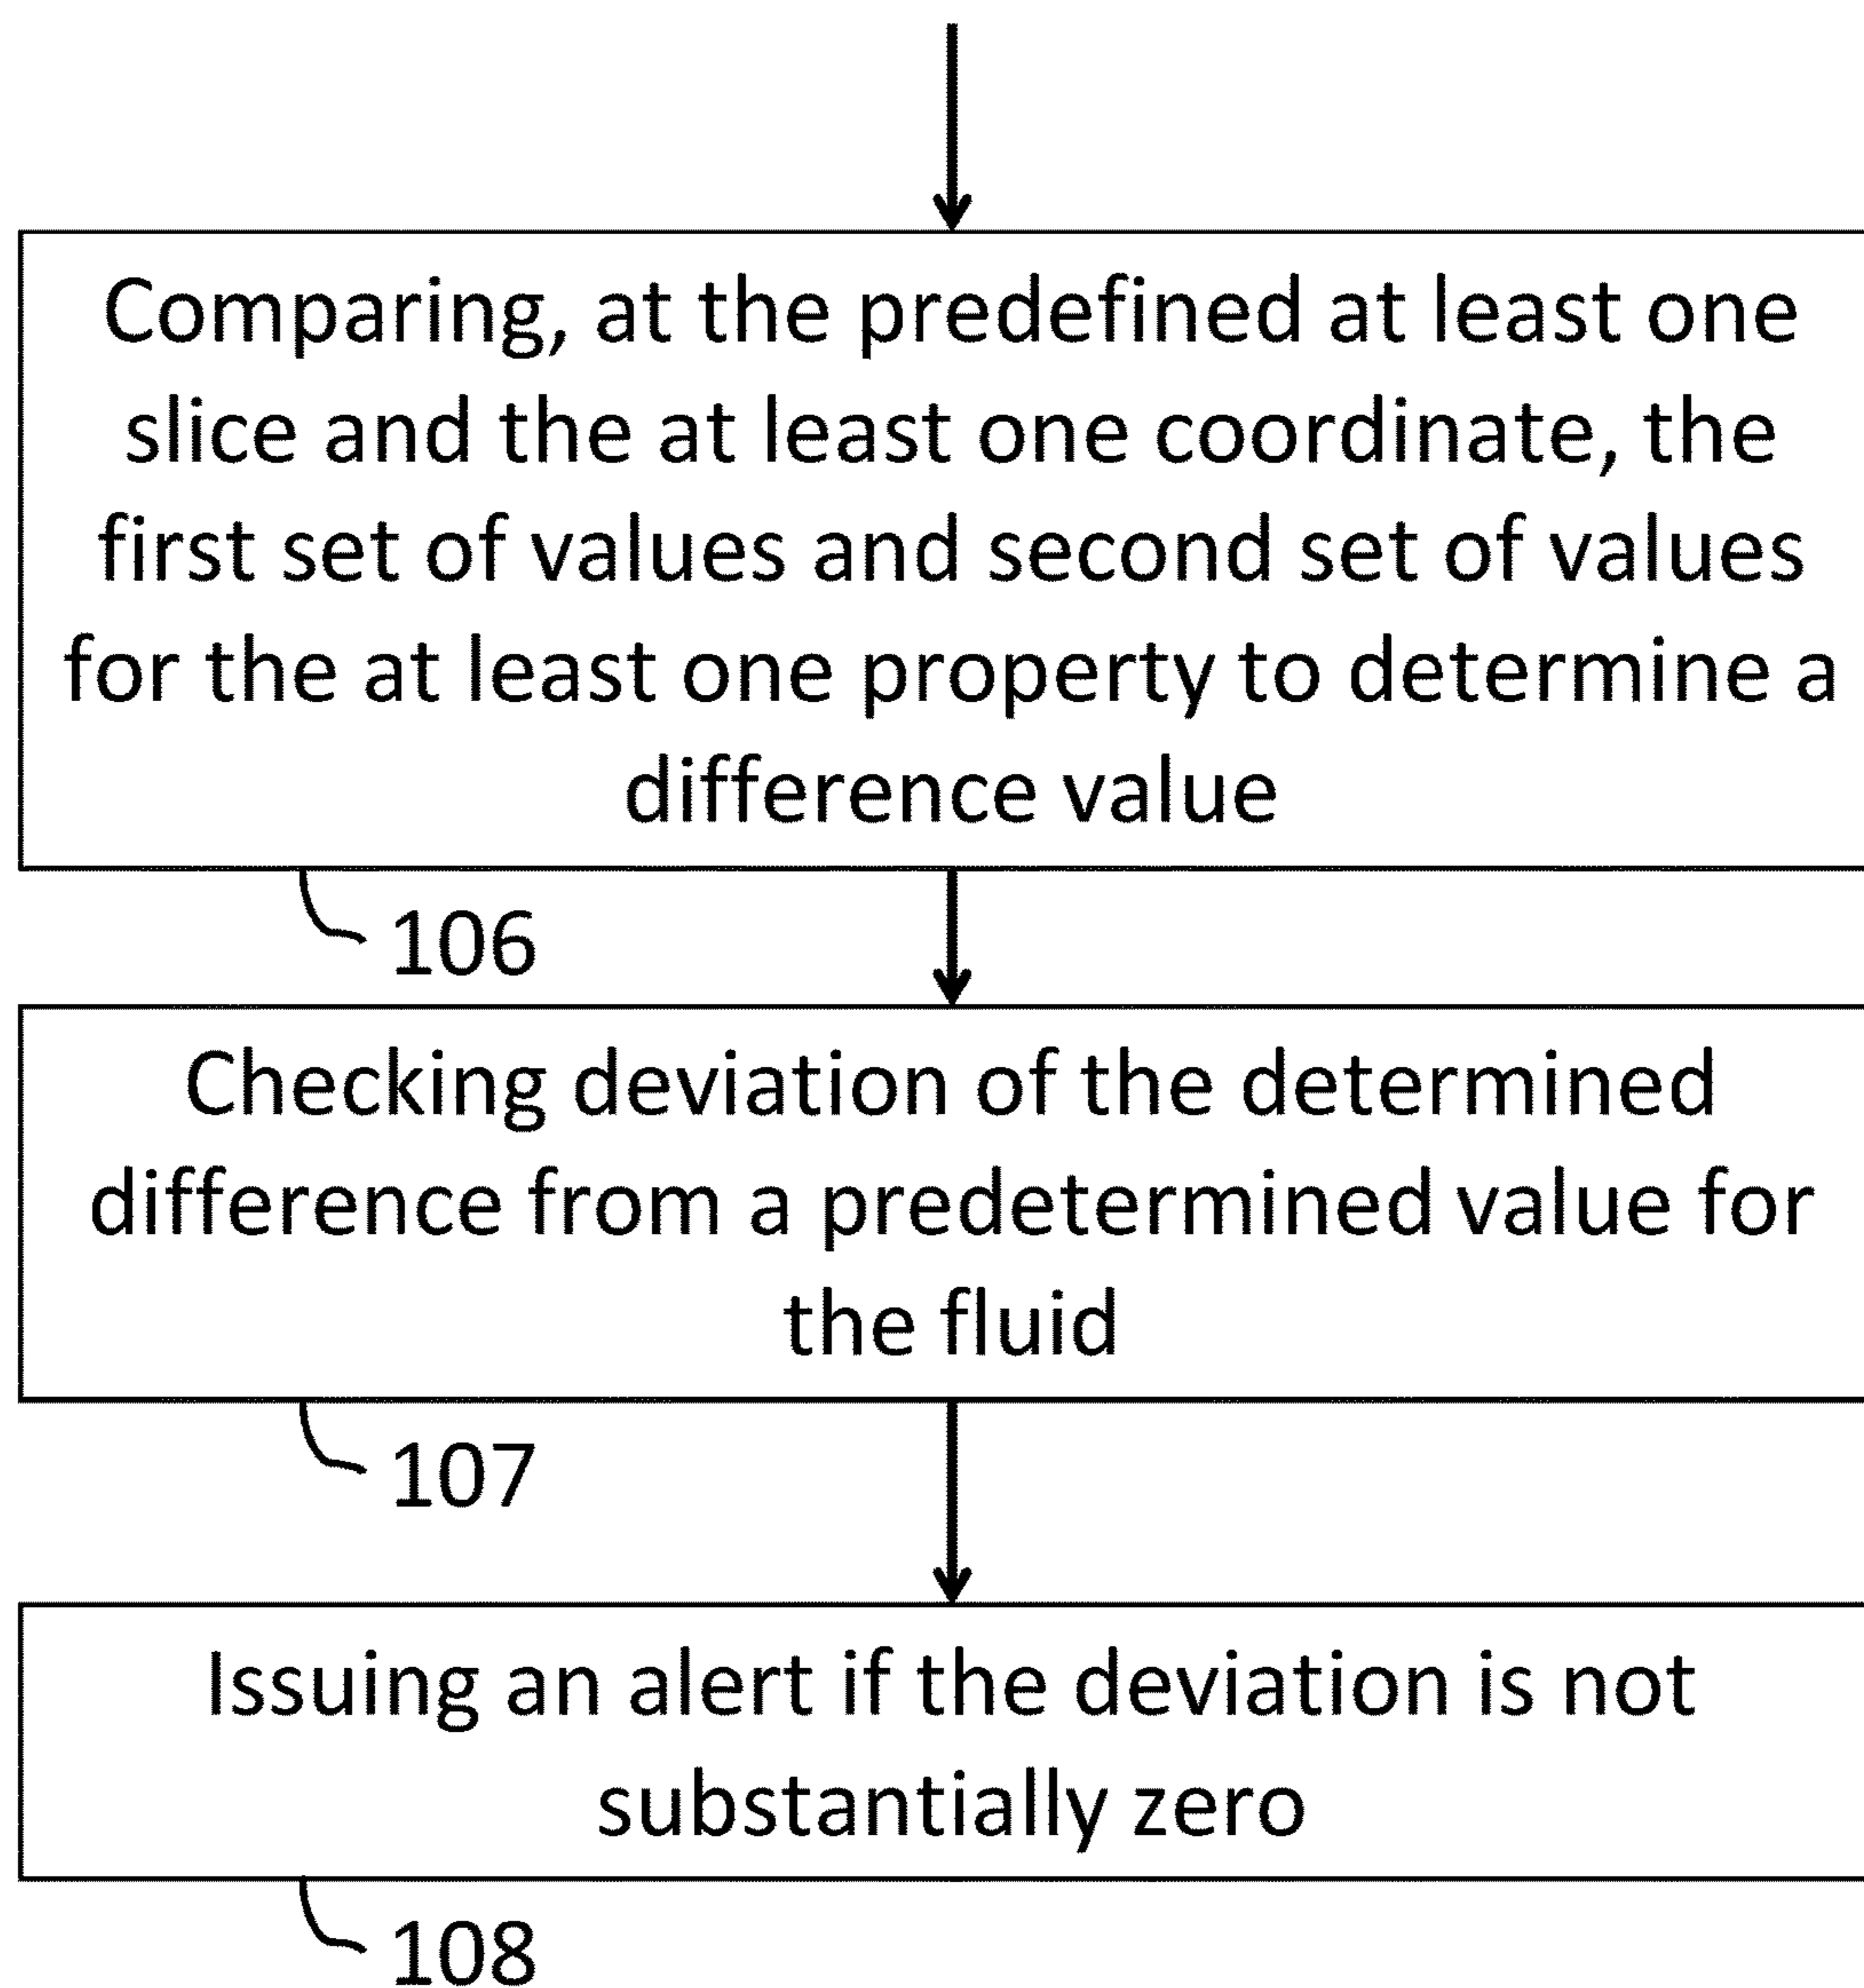 Comparing, at the predefined at least one
slice and the at least one coordinate, the
first set of values and second set of values
for the at least one property to determine a
difference value
106
Checking deviation of the determined
difference from a predetermined value for
the fluid
107
Issuing an alert if the deviation is not
substantially zero
108